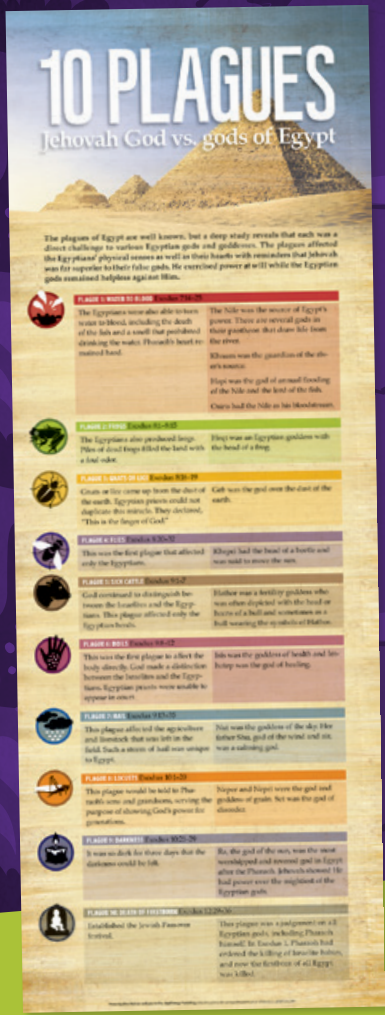 10 PLAGUES
Jehovah God vs. gods of Egypt
The plagues of Egypt are well known, but a deep study reveals that each was a
direct challenge to various Egyptian gods and goddesses. The plagues affected
the Egyptians' physical senses as well as their hearts with reminders that Jehovah
was far superior to their false gods. He exercised power at will while the Egyptian
gods remained helpless against Him.
PLAGUE 1: WATER TO BLOOD Exodus 7:14–25
The Egyptians were also able to turn
water to blood, including the death
of the fish and a smell that prohibited
drinking the water. Pharaoh's heart re-
mained hard.
The Nile was the source of Egypt's
power. There are several gods in
their pantheon that draw life from
the river.
Khnum was the guardian of the riv-
er's source.
Hapi was the god of annual flooding
of the Nile and the lord of the fish.
Osiris had the Nile as his bloodstream.
PLAGUE 2: FROGS Exodus 8:1–8:15
The Egyptians also produced frogs.
Piles of dead frogs filled the land with
a foul odor.
Heqt was an Egyptian goddess with
the head of a frog.
PLAGUE 3: GNATS OR LICE Exodus 8:16–19
Gnats or lice came up from the dust of
the earth. Egyptian priests could not
duplicate this miracle. They declared,
"This is the finger of God."
Geb was the god over the dust of the
earth.
PLAGUE 4: FLIES Exodus 8:20–32
This was the first plague that affected
only the Egyptians.
Khepri had the head of a beetle and
was said to move the sun.
PLAGUE 5: SICK CATTLE Exodus 9:1–7
God continued to distinguish be-
tween the Israelites and the Egyp-
tians. This plague affected only the
Egyptian herds.
Hathor was a fertility goddess who
was often depicted with the head or
horns of a bull and sometimes as a
bull wearing the symbols of Hathor.
PLAGUE 6: BOILS Exodus 9:8–12
This was the first plague to affect the
body directly. God made a distinction
between the Israelites and the Egyp-
tians. Egyptian priests were unable to
appear in court.
Isis was the goddess of health and Im-
hotep was the god of healing.
PLAGUE 7: HAIL Exodus 9:13–35
This plague affected the agriculture
and livestock that was left in the
field. Such a storm of hail was unique
to Egypt.
Nut was the goddess of the sky. Her
father Shu, god of the wind and air,
was a calming god.
PLAGUE 8: LOCUSTS Exodus 10:1–20
This plague would be told to Pha-
raoh's sons and grandsons, serving the
purpose of showing God's power for
generations.
Neper and Nepri were the god and
goddess of grain. Set was the god of
disorder.
PLAGUE 9: DARKNESS Exodus 10:21–29
It was so dark for three days that the
darkness could be felt.
Ra, the god of the sun, was the most
worshipped and revered god in Egypt
after the Pharaoh. Jehovah showed He
had power over the mightiest of the
Egyptian gods.
PLAGUE 10: DEATH OF FIRSTBORN Exodus 12:29–36
Established the Jewish Passover
festival.
This plague was a judgment on all
Egyptian gods, including Pharaoh
himself. In Exodus 1, Pharaoh had
ordered the killing of Israelite babies,
and now the firstborn of all Egypt
was killed.